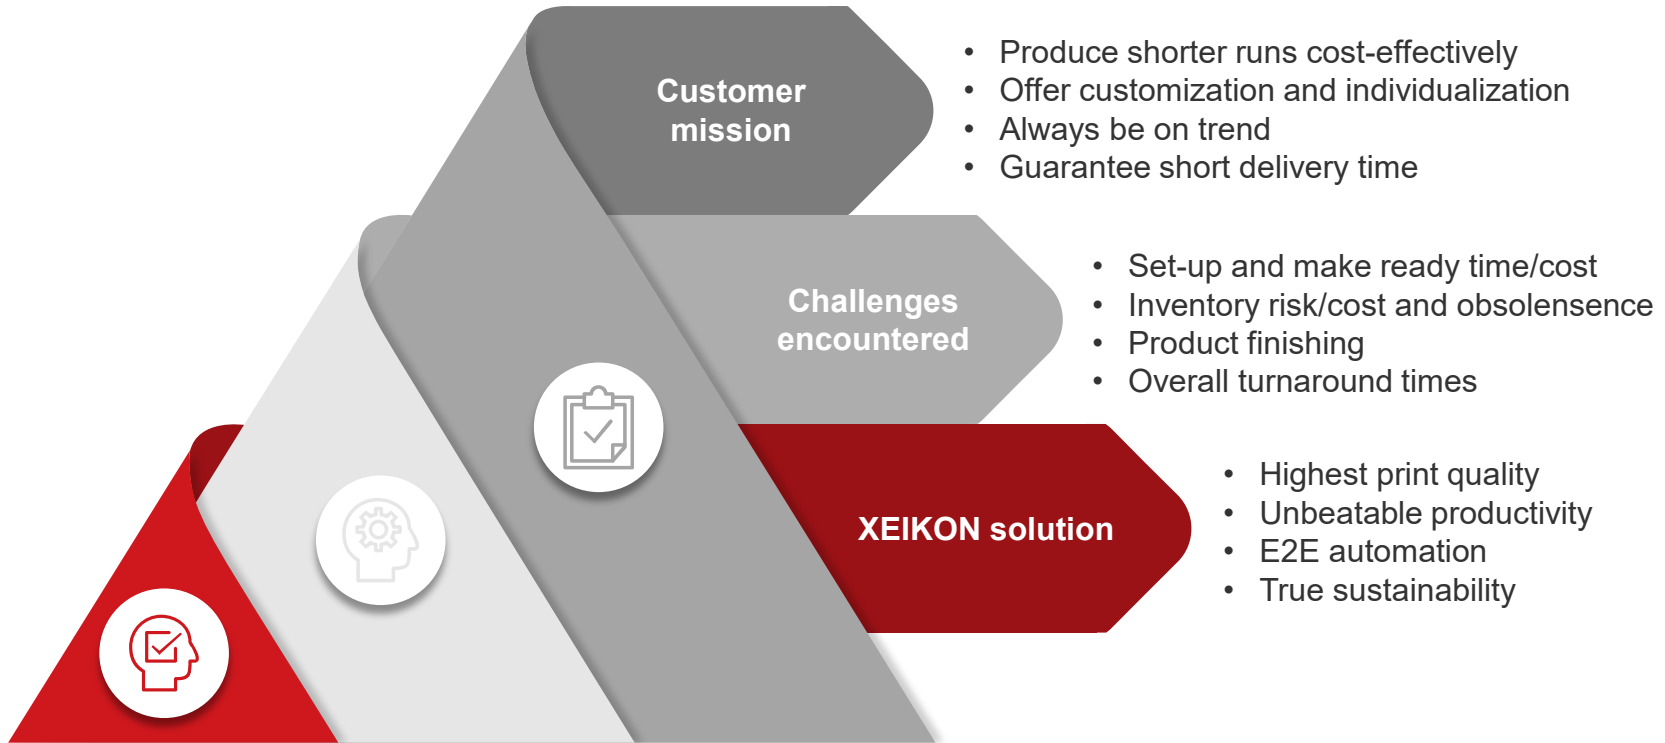 Customer
mission
• Produce shorter runs cost-effectively
• Offer customization and individualization
• Always be on trend
• Guarantee short delivery time
Challenges
encountered
• Set-up and make ready time/cost
• Inventory risk/cost and obsolensence
• Product finishing
• Overall turnaround times
XEIKON solution
• Highest print quality
• Unbeatable productivity
• E2E automation
• True sustainability